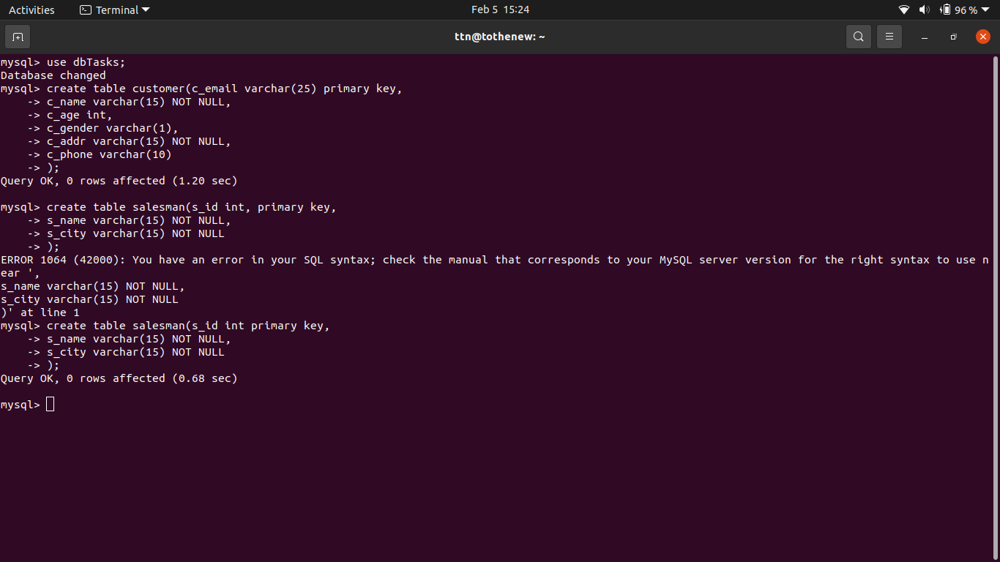 Activities Terminal Feb 5 15:24 96 %
ttn@tothenew: ~
mysql> use dbTasks;
Database changed
mysql> create table customer(c_email varchar(25) primary key,
    -> c_name varchar(15) NOT NULL,
    -> c_age int,
    -> c_gender varchar(1),
    -> c_addr varchar(15) NOT NULL,
    -> c_phone varchar(10)
    -> );
Query OK, 0 rows affected (1.20 sec)

mysql> create table salesman(s_id int, primary key,
    -> s_name varchar(15) NOT NULL,
    -> s_city varchar(15) NOT NULL
    -> );
ERROR 1064 (42000): You have an error in your SQL syntax; check the manual that corresponds to your MySQL server version for the right syntax to use n
ear ',
s_name varchar(15) NOT NULL,
s_city varchar(15) NOT NULL
)' at line 1
mysql> create table salesman(s_id int primary key,
    -> s_name varchar(15) NOT NULL,
    -> s_city varchar(15) NOT NULL
    -> );
Query OK, 0 rows affected (0.68 sec)

mysql>